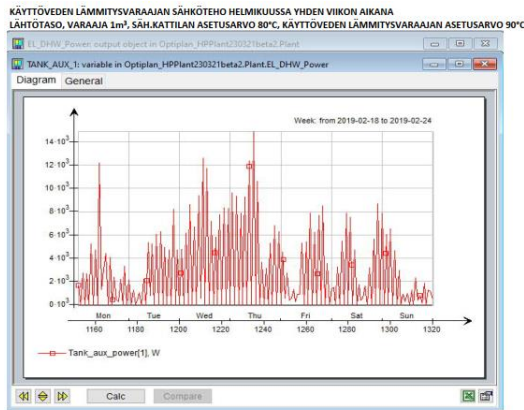 KÄYTTÖVEDEN LÄMMITYSVARAAJAN SÄHKÖTEHO HELMIKUUSSA YHDEN VIIKON AIKANA
LÄHTÖTASO, VARAAJA 1m³, SÄH.KATTILAN ASETUSARVO 80°C, KÄYTTÖVEDEN LÄMMITYSVARAAJAN ASETUSARVO 90°C
EL_DHW_Power: output object in Optiplan_HPPlant230321beta2.Plant
TANK_AUX_1: variable in Optiplan_HPPlant230321beta2.Plant.EL_DHW_Power
Diagram General
Week: from 2019-02-18 to 2019-02-24
14·10³
12·10³
10·10³
8·10³
6·10³
4·10³
2·10³
0·10³
Mon Tue Wed Thu Fri Sat Sun
1160 1180 1200 1220 1240 1260 1280 1300 1320
Tank_aux_power[1], W
Calc Compare